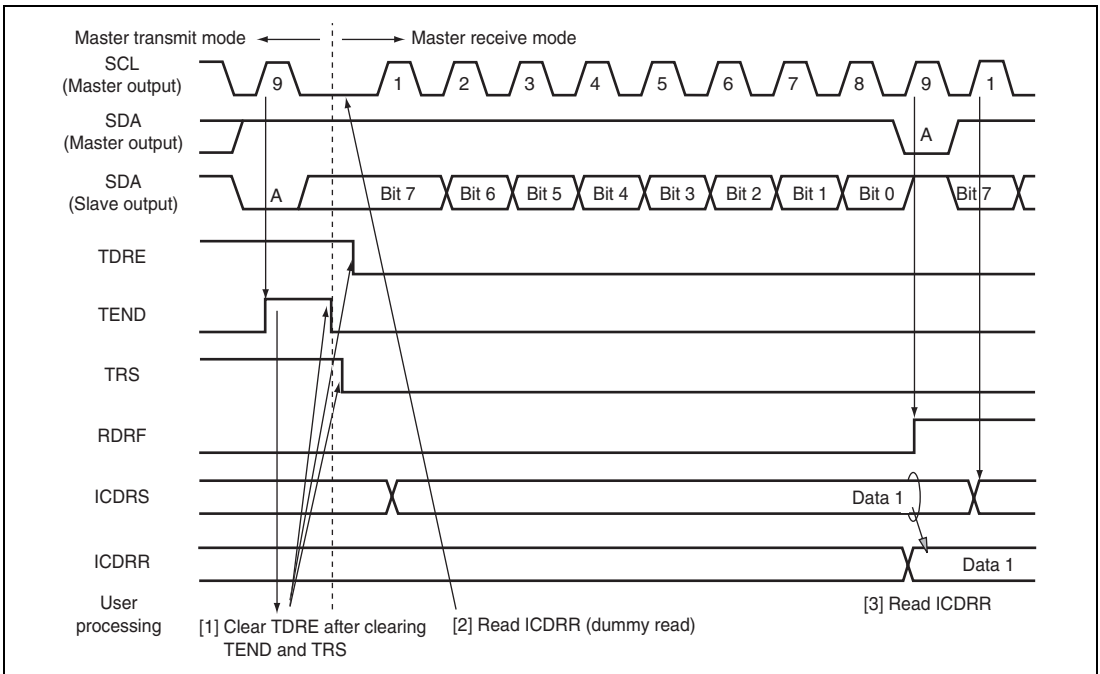 Master transmit mode
Master receive mode
SCL
(Master output)
9
1
2
3
4
5
6
7
8
9
1
SDA
(Master output)
A
SDA
(Slave output)
A
Bit 7
Bit 6
Bit 5
Bit 4
Bit 3
Bit 2
Bit 1
Bit 0
Bit 7
TDRE
TEND
TRS
RDRF
ICDRS
Data 1
ICDRR
Data 1
User
processing
[1] Clear TDRE after clearing
TEND and TRS
[2] Read ICDRR (dummy read)
[3] Read ICDRR